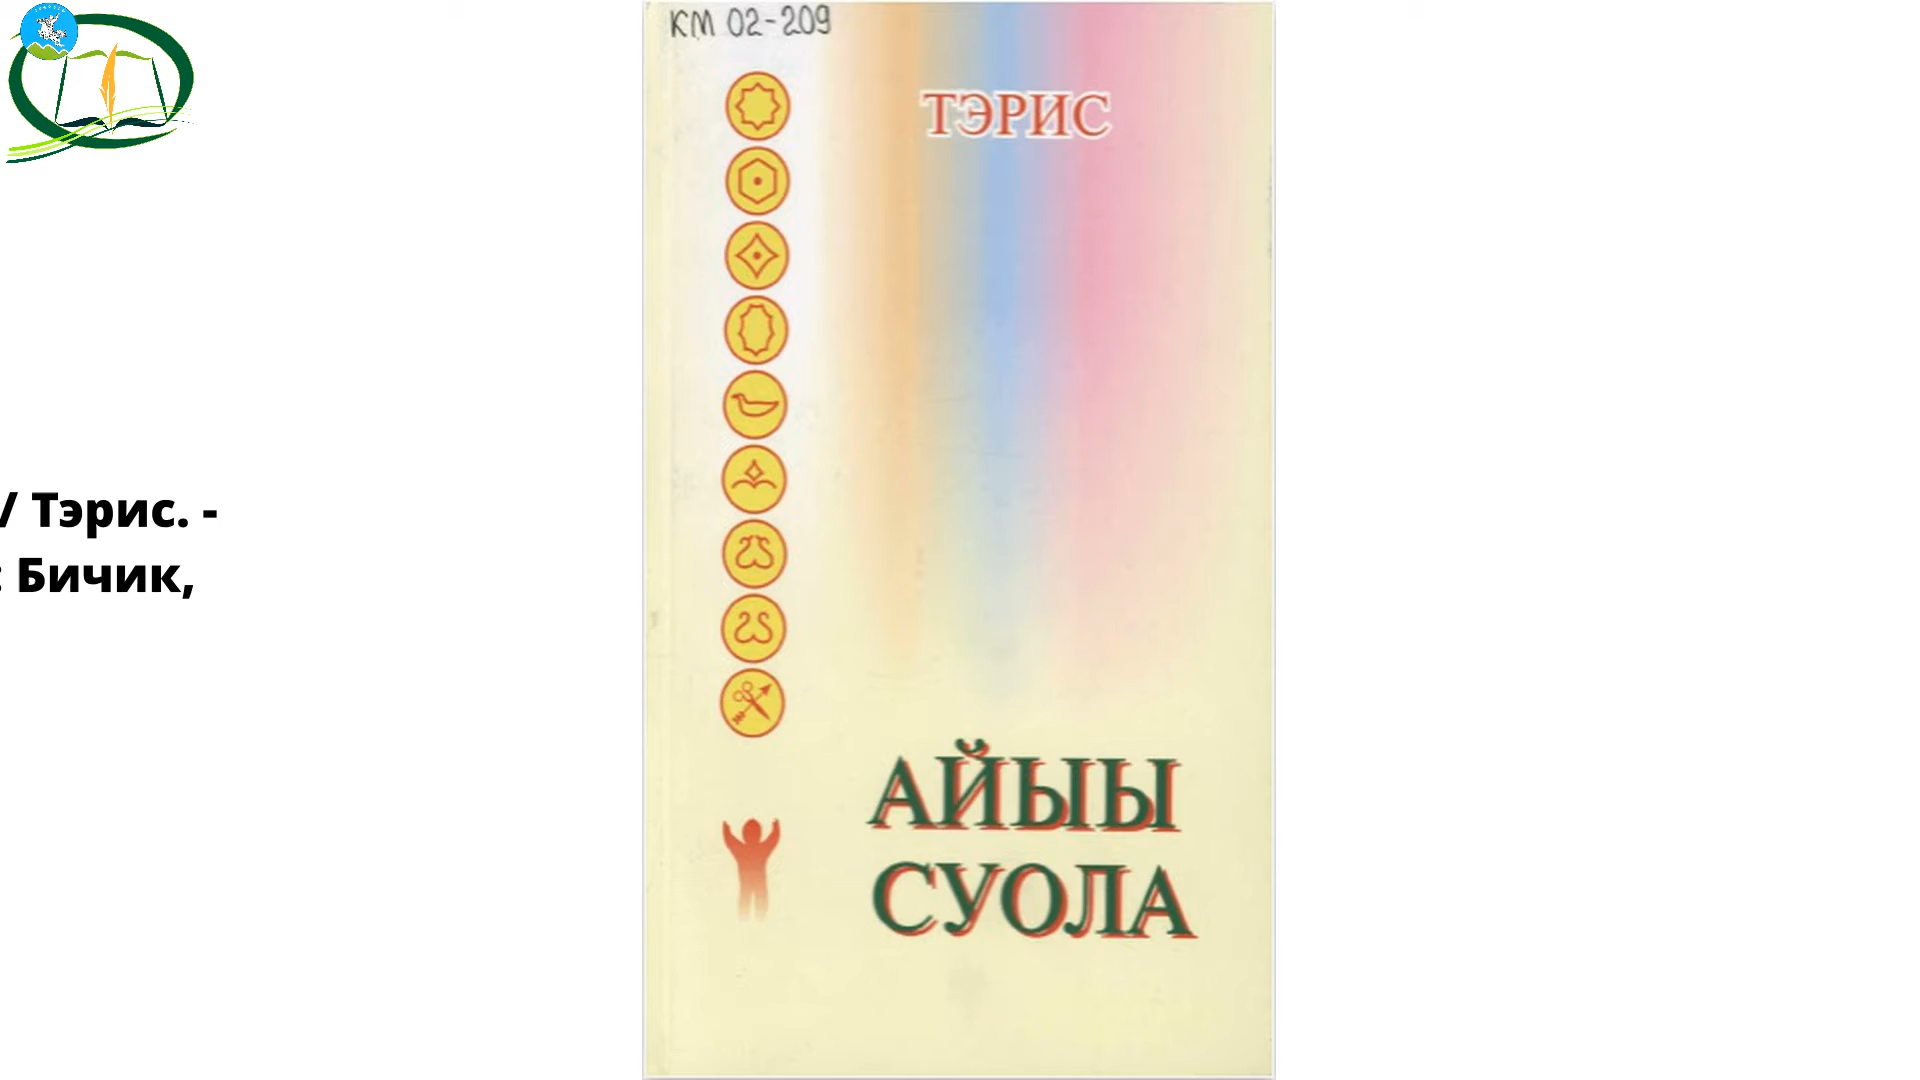 КМ 02-209
ТЭРИС
/ Тэрис. -
: Бичик,
АЙЫЫ
СУОЛА